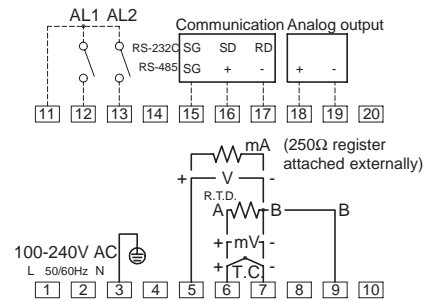 AL1 AL2 Communication Analog output
RS-232C SG SD RD
RS-485 SG + - + -
11 12 13 14 15 16 17 18 19 20
mA (250Ω register
attached externally)
+ V -
R.T.D.
A B B
+ mV -
100-240V AC
+ T.C. -
L 50/60Hz N
1 2 3 4 5 6 7 8 9 10